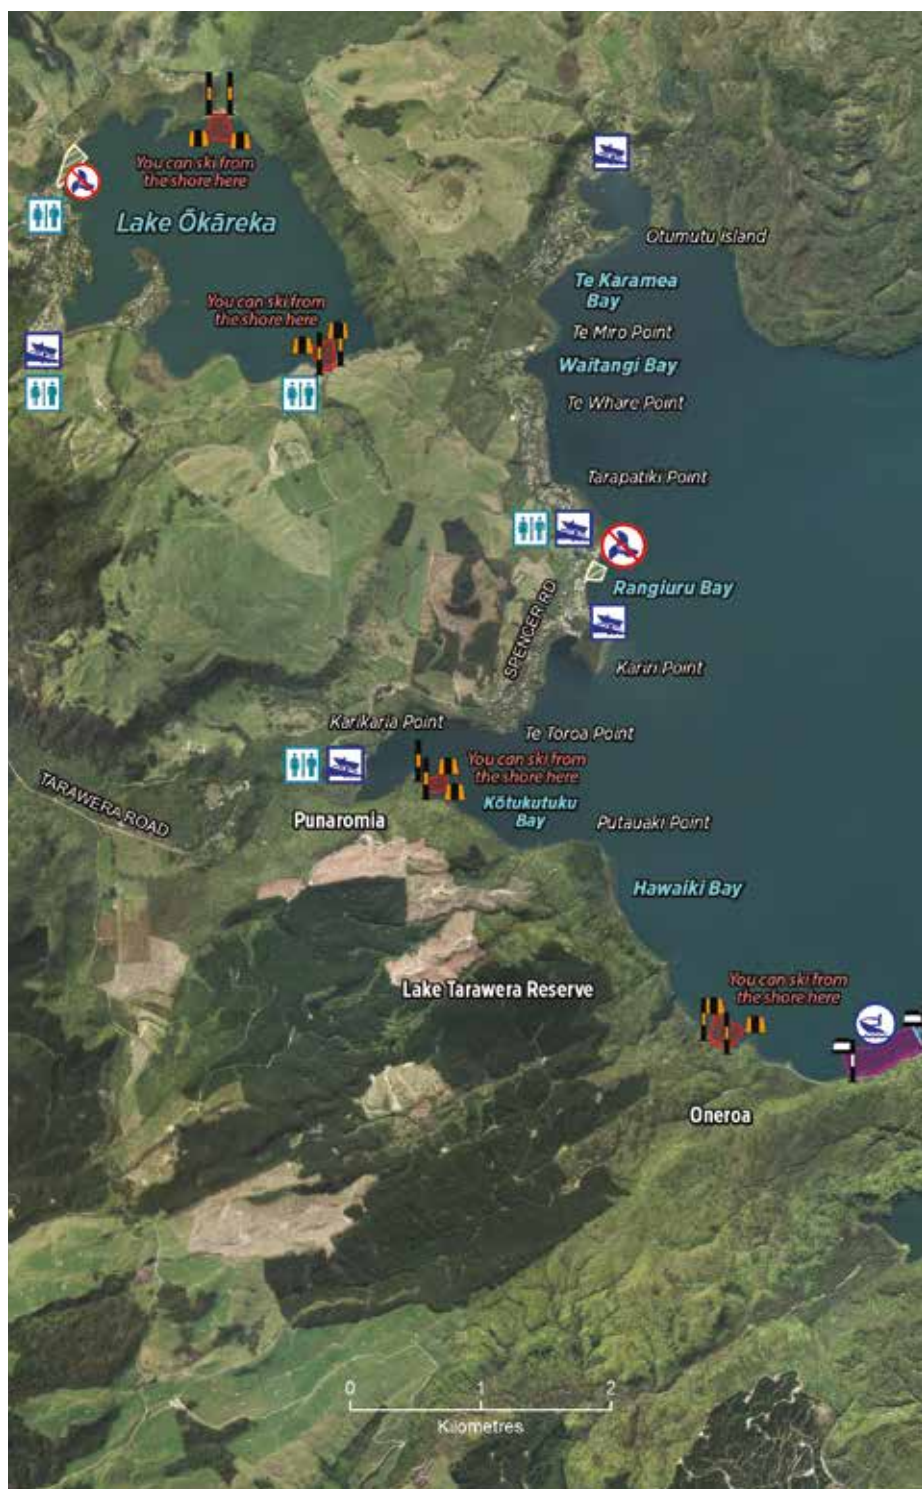 You can ski from
the shore here
Lake Ōkāreka
Otumutu Island
Te Karamea
Bay
You can ski from
the shore here
Te Miro Point
Waitangi Bay
Te Whare Point
Tarapatiki Point
Rangiuru Bay
SPENCER RD
Kariri Point
Karikaria Point
Te Toroa Point
You can ski from
the shore here
TARAWERA ROAD
Kōtukutuku
Bay
Punaromia
Putauaki Point
Hawaiki Bay
You can ski from
the shore here
Lake Tarawera Reserve
Oneroa
0 1 2
Kilometres